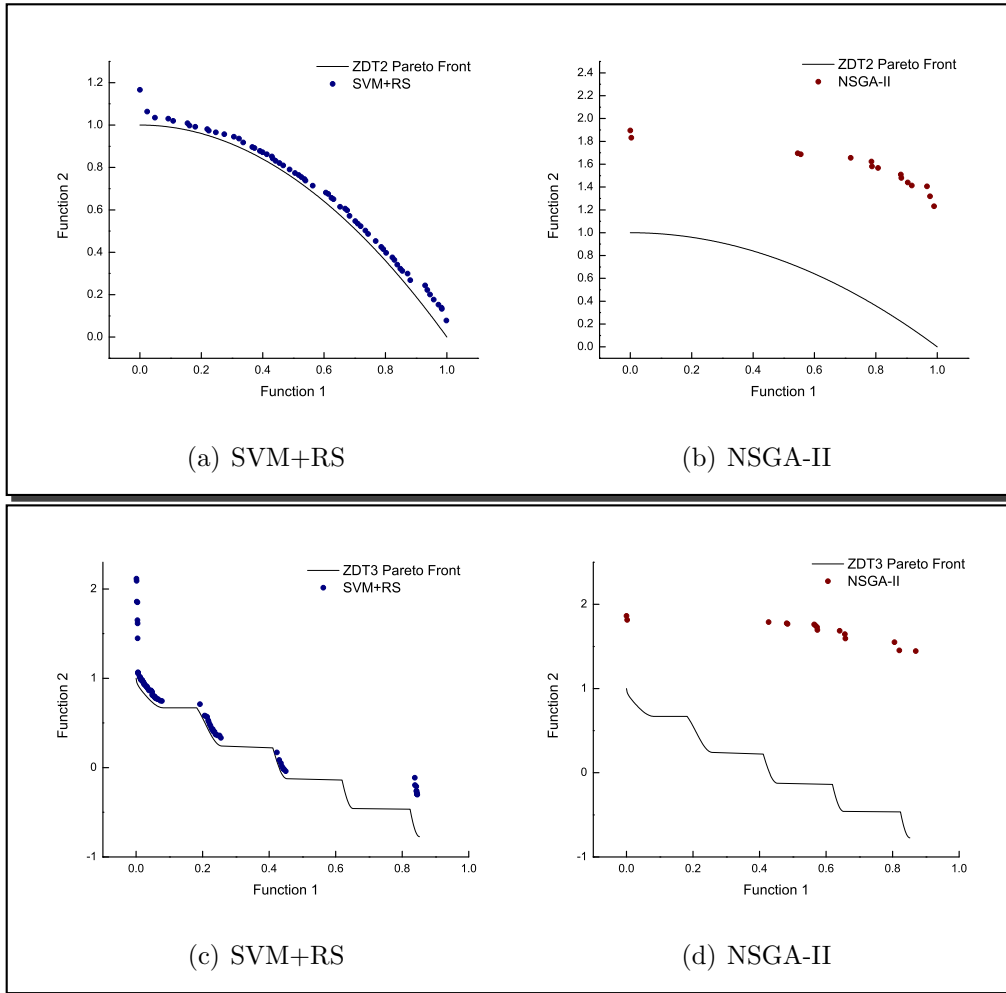 ZDT2 Pareto Front
SVM+RS
1.2
1.0
0.8
0.6
0.4
0.2
0.0
Function 2
0.0 0.2 0.4 0.6 0.8 1.0
Function 1
(a) SVM+RS
ZDT2 Pareto Front
NSGA-II
2.4
2.2
2.0
1.8
1.6
1.4
1.2
1.0
0.8
0.6
0.4
0.2
0.0
Function 2
0.0 0.2 0.4 0.6 0.8 1.0
Function 1
(b) NSGA-II
ZDT3 Pareto Front
SVM+RS
2
1
0
-1
Function 2
0.0 0.2 0.4 0.6 0.8 1.0
Function 1
(c) SVM+RS
ZDT3 Pareto Front
NSGA-II
2
1
0
-1
Function 2
0.0 0.2 0.4 0.6 0.8 1.0
Function 1
(d) NSGA-II